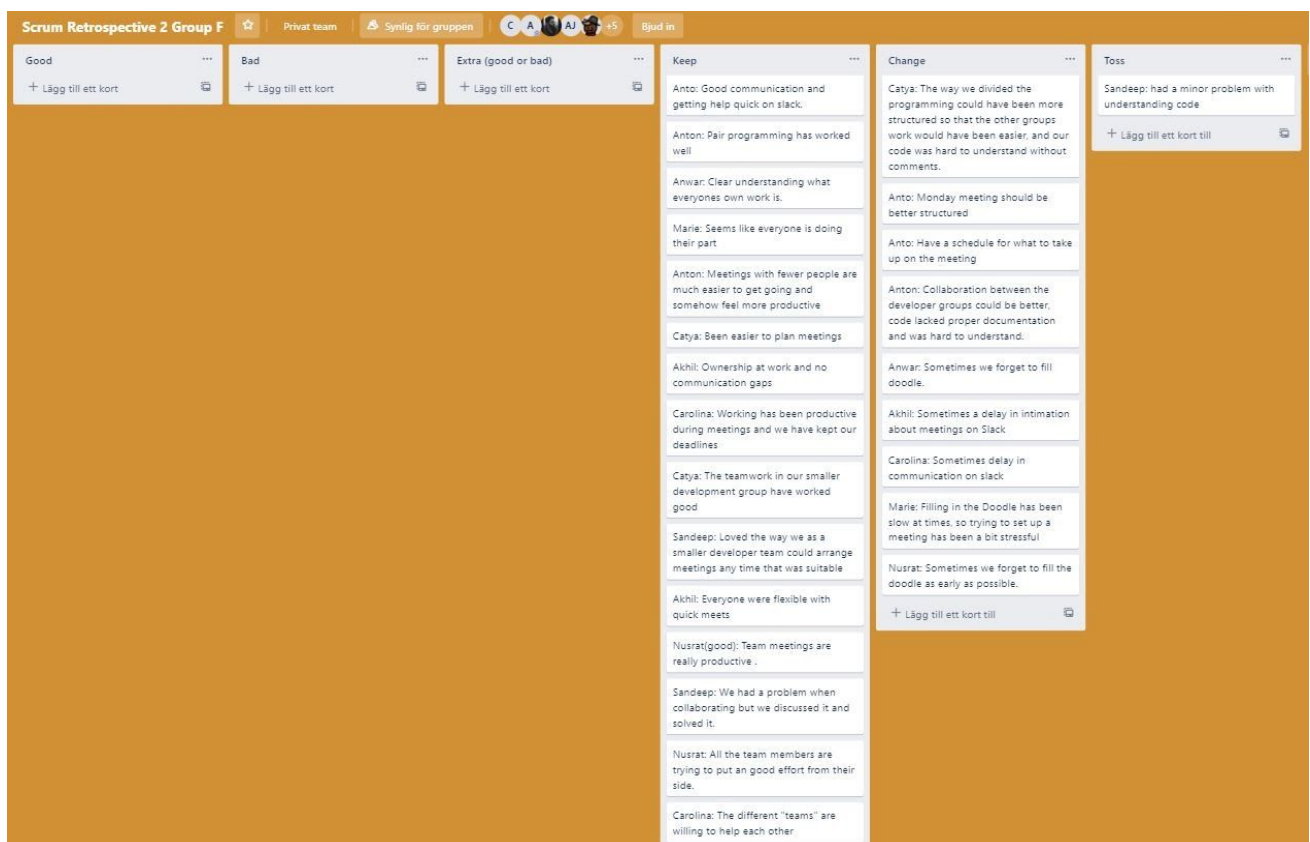 Scrum Retrospective 2 Group F
Privat team
Synlig för gruppen
C
A
AJ
+5
Bjud in
Good
...
+ Lägg till ett kort
Bad
...
+ Lägg till ett kort
Extra (good or bad)
...
+ Lägg till ett kort
Keep
...
Anto: Good communication and
getting help quick on slack.
Anton: Pair programming has worked
well
Anwar: Clear understanding what
everyones own work is.
Marie: Seems like everyone is doing
their part
Anton: Meetings with fewer people are
much easier to get going and
somehow feel more productive
Catya: Been easier to plan meetings
Akhil: Ownership at work and no
communication gaps
Carolina: Working has been productive
during meetings and we have kept our
deadlines
Catya: The teamwork in our smaller
development group have worked
good
Sandeep: Loved the way we as a
smaller developer team could arrange
meetings any time that was suitable
Akhil: Everyone were flexible with
quick meets
Nusrat(good): Team meetings are
really productive .
Sandeep: We had a problem when
collaborating but we discussed it and
solved it.
Nusrat: All the team members are
trying to put an good effort from their
side.
Carolina: The different "teams" are
willing to help each other
Change
...
Catya: The way we divided the
programming could have been more
structured so that the other groups
work would have been easier, and our
code was hard to understand without
comments.
Anto: Monday meeting should be
better structured
Anto: Have a schedule for what to take
up on the meeting
Anton: Collaboration between the
developer groups could be better,
code lacked proper documentation
and was hard to understand.
Anwar: Sometimes we forget to fill
doodle.
Akhil: Sometimes a delay in intimation
about meetings on Slack
Carolina: Sometimes delay in
communication on slack
Marie: Filling in the Doodle has been
slow at times, so trying to set up a
meeting has been a bit stressful
Nusrat: Sometimes we forget to fill the
doodle as early as possible.
+ Lägg till ett kort till
Toss
...
Sandeep: had a minor problem with
understanding code
+ Lägg till ett kort till